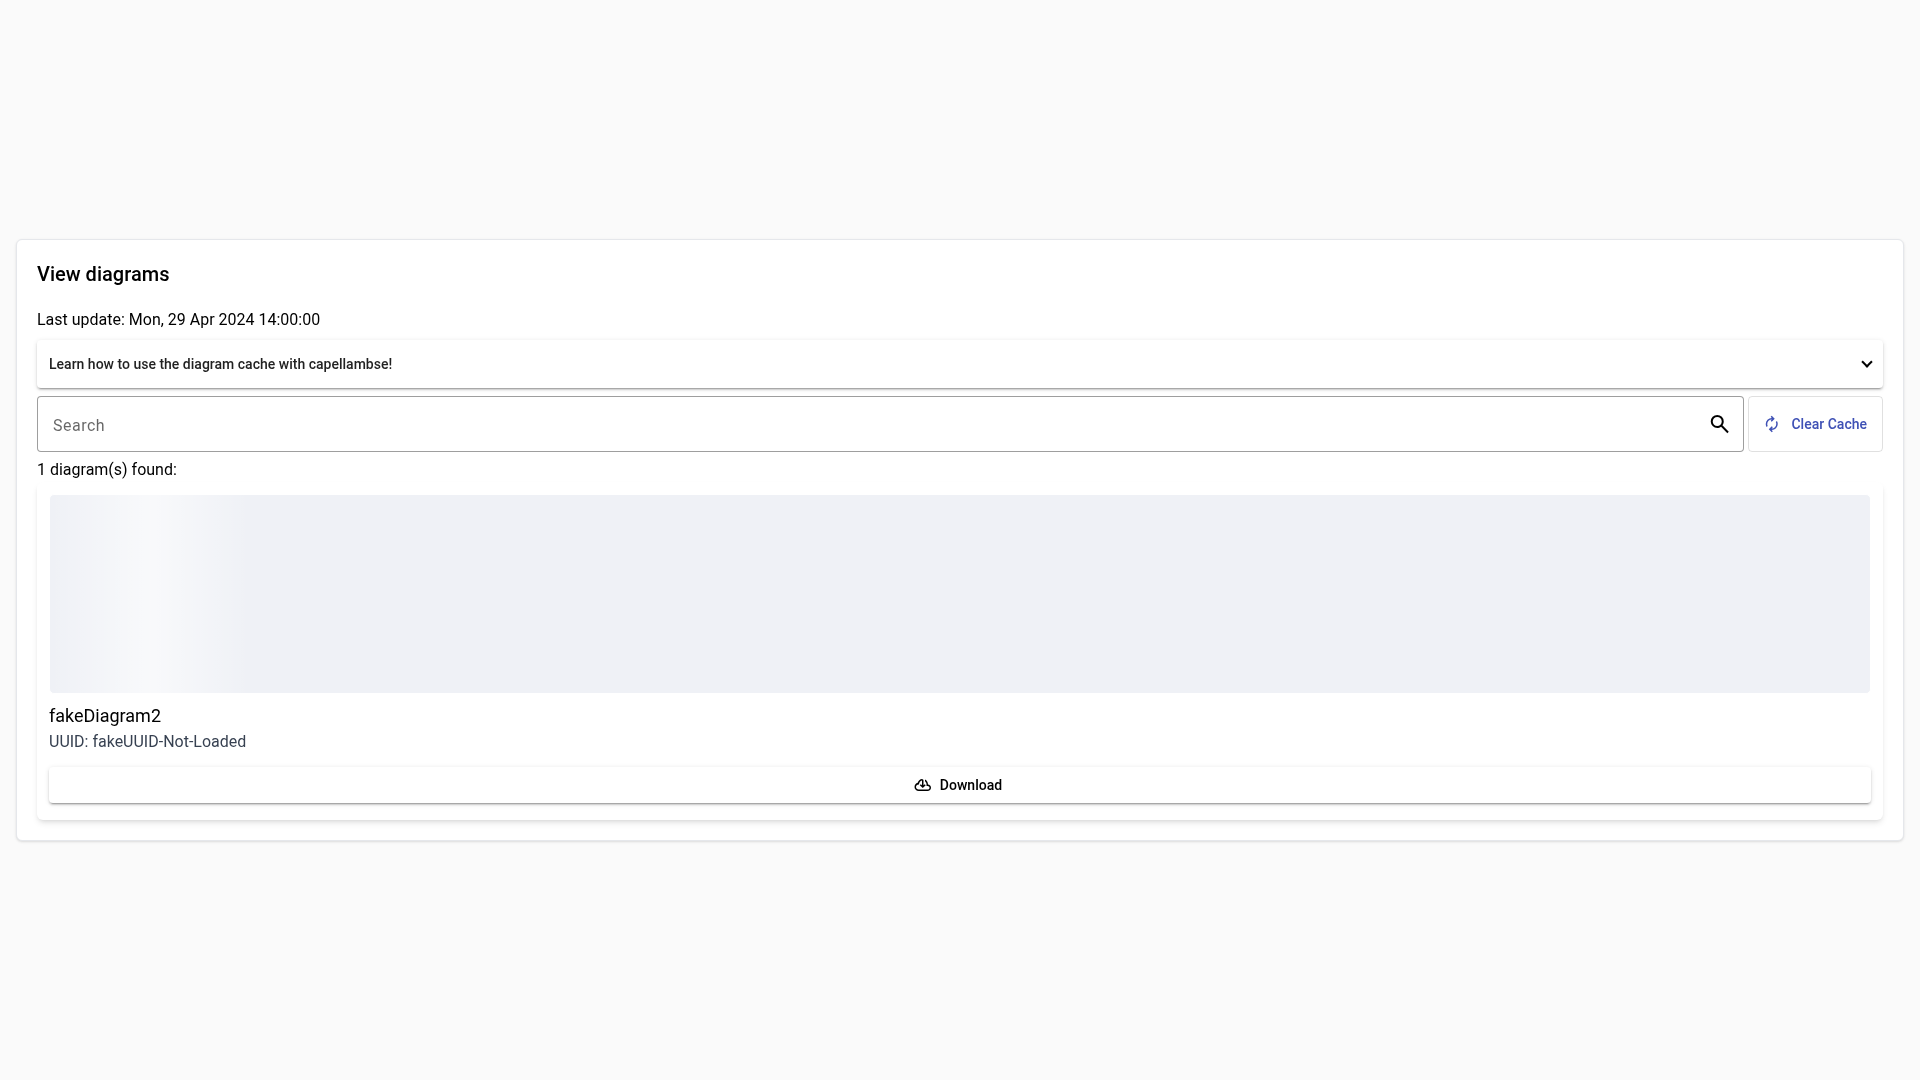 View diagrams
Last update: Mon, 29 Apr 2024 14:00:00
Learn how to use the diagram cache with capellambse!
Search
Clear Cache
1 diagram(s) found:
fakeDiagram2
UUID: fakeUUID-Not-Loaded
Download